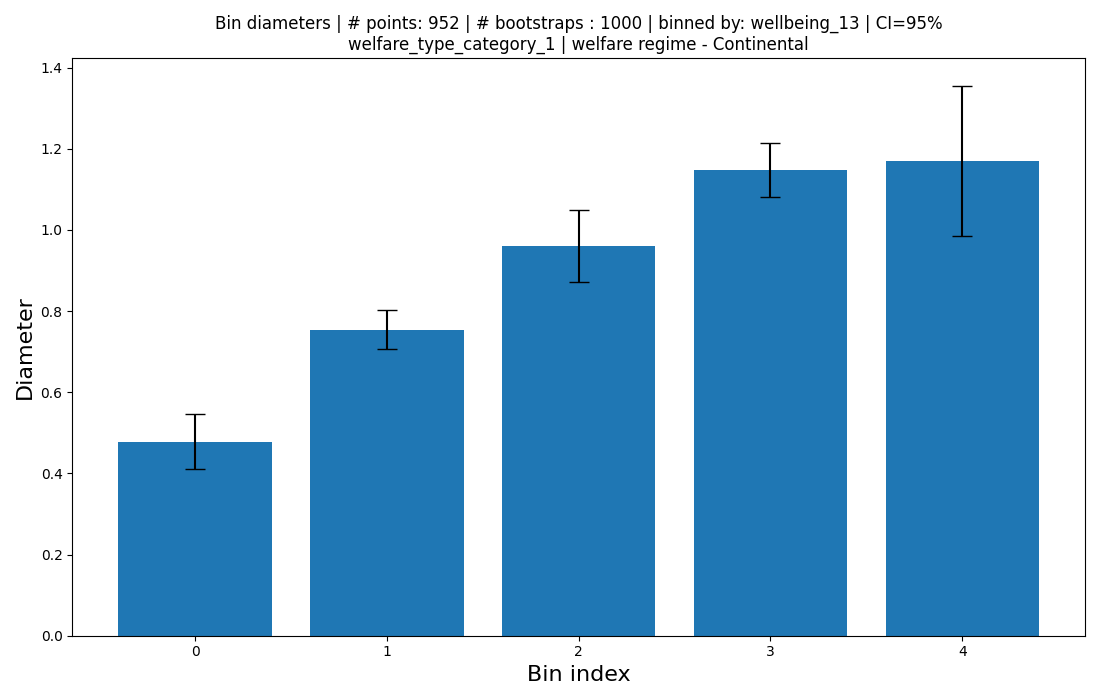 Bin diameters | # points: 952 | # bootstraps : 1000 | binned by: wellbeing_13 | CI=95%
welfare_type_category_1 | welfare regime - Continental
1.4
1.2
1.0
0.8
0.6
0.4
0.2
0.0
Diameter
0 1 2 3 4
Bin index